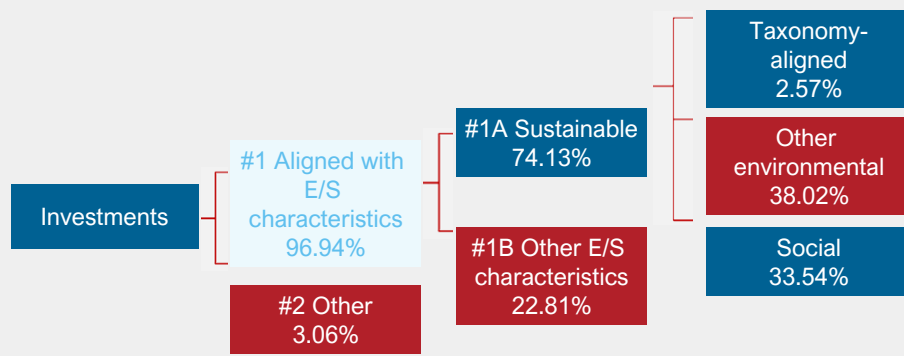 Investments
#1 Aligned with
E/S
characteristics
96.94%
#2 Other
3.06%
#1A Sustainable
74.13%
#1B Other E/S
characteristics
22.81%
Taxonomy-
aligned
2.57%
Other
environmental
38.02%
Social
33.54%